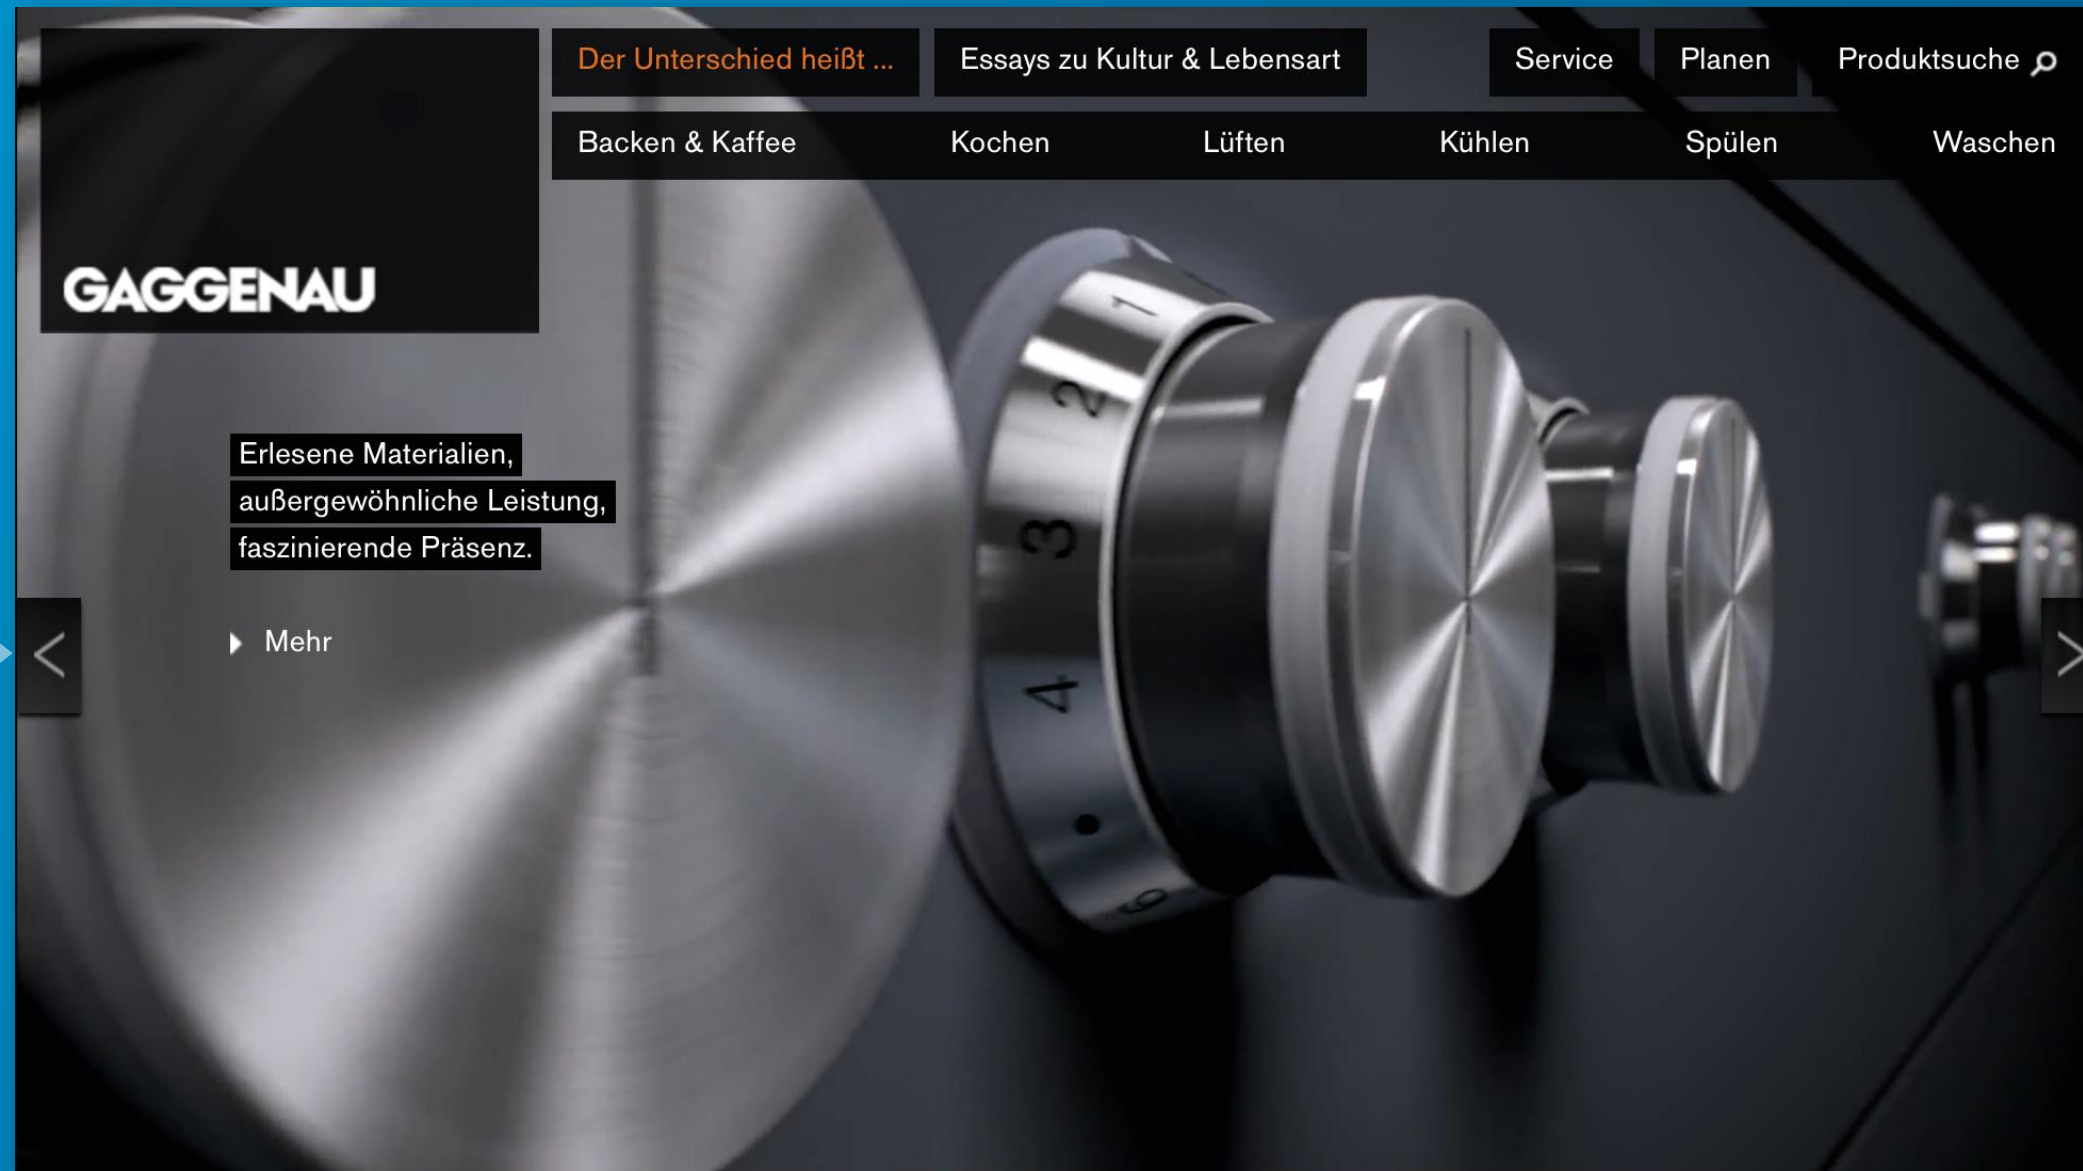 Der Unterschied heißt ...
Essays zu Kultur & Lebensart
Service
Planen
Produktsuche
Backen & Kaffee
Kochen
Lüften
Kühlen
Spülen
Waschen
GAGGENAU
Erlesene Materialien,
außergewöhnliche Leistung,
faszinierende Präsenz.
Mehr
1
2
3
4
6